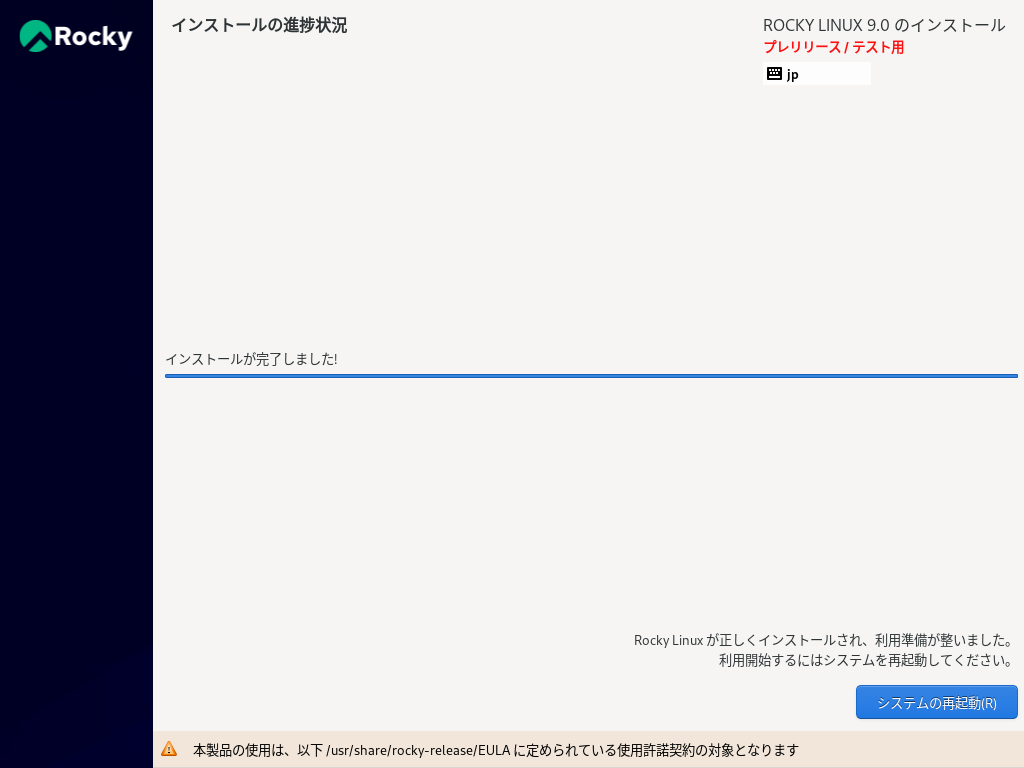 Rocky
インストールの進捗状況
ROCKY LINUX 9.0 のインストール
プレリリース / テスト用
jp
インストールが完了しました!
Rocky Linux が正しくインストールされ、利用準備が整いました。
利用開始するにはシステムを再起動してください。
システムの再起動(R)
本製品の使用は、以下 /usr/share/rocky-release/EULA に定められている使用許諾契約の対象となります